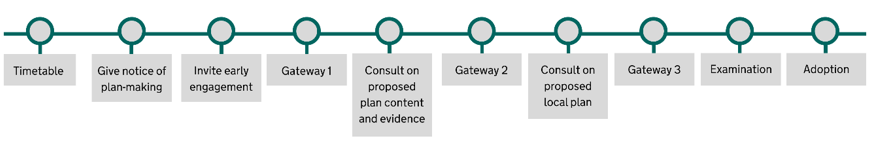 Timetable
Give notice of
plan-making
Invite early
engagement
Gateway 1
Consult on
proposed
plan content
and evidence
Gateway 2
Consult on
proposed
local plan
Gateway 3
Examination
Adoption